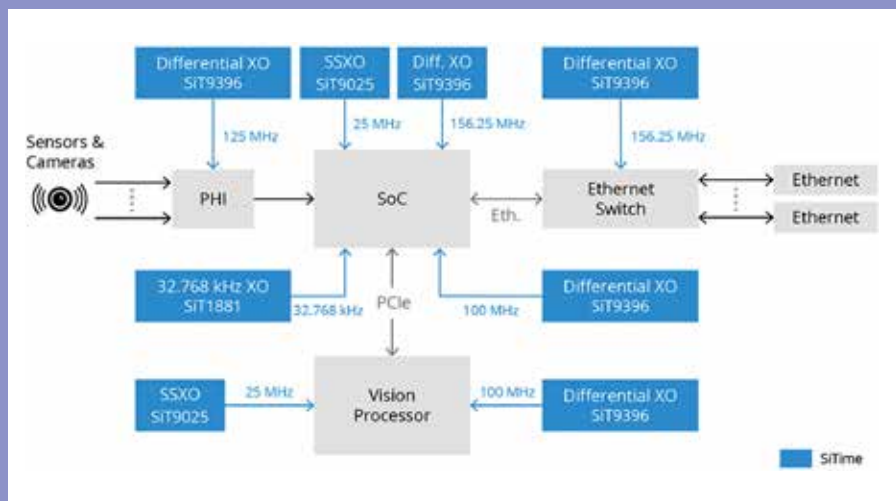 Differential XO
SiT9396
SSXO
SiT9025
Diff. XO
SiT9396
Differential XO
SiT9396
125 MHz
25 MHz
156.25 MHz
156.25 MHz
Sensors &
Cameras
PHI
SoC
Eth.
Ethernet
Switch
Ethernet
Ethernet
32.768 kHz XO
SiT1881
32.768 kHz
PCIe
100 MHz
Differential XO
SiT9396
SSXO
SiT9025
25 MHz
Vision
Processor
100 MHz
Differential XO
SiT9396
SiTime